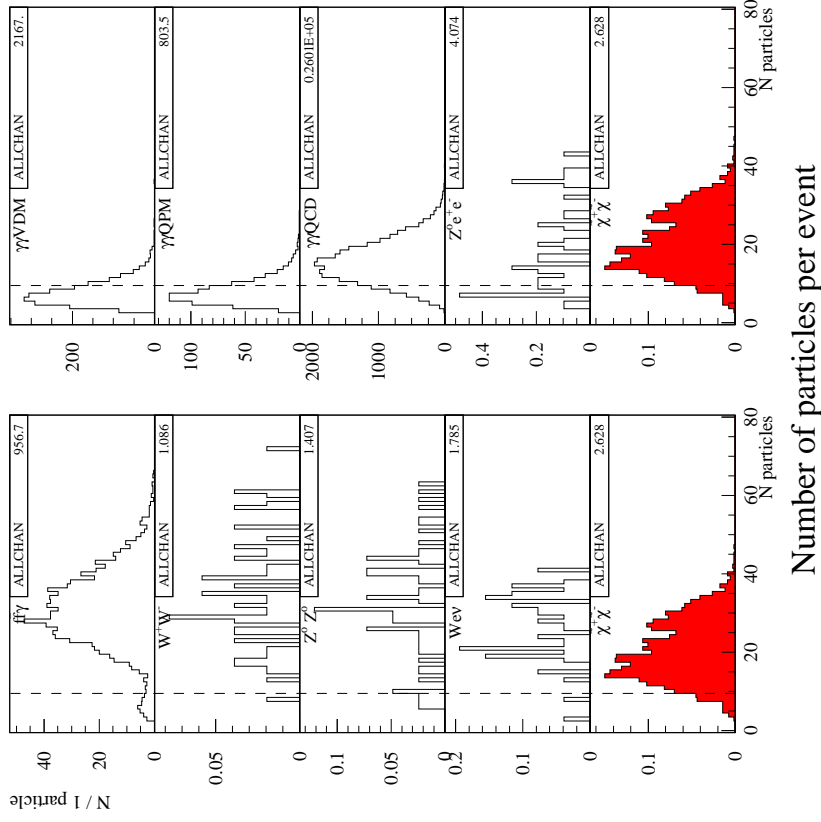 N / 1 particle
ALLCHAN 956.7
ffγ
40
20
0
ALLCHAN 1.086
W⁺W⁻
0.05
0
ALLCHAN 1.407
Z⁰ Z⁰
0.1
0.05
0
ALLCHAN 1.785
Weν
0.2
0
ALLCHAN 2.628
χ⁺χ⁻
0.1
0
0 20 40 60 80
N particles
ALLCHAN 2167.
γγVDM
200
0
ALLCHAN 803.5
γγQPM
100
50
0
ALLCHAN 0.2601E+05
γγQCD
2000
1000
0
ALLCHAN 4.074
Z⁰e⁺e⁻
0.4
0.2
0
ALLCHAN 2.628
χ⁺χ⁻
0.1
0
0 20 40 60 80
N particles
Number of particles per event